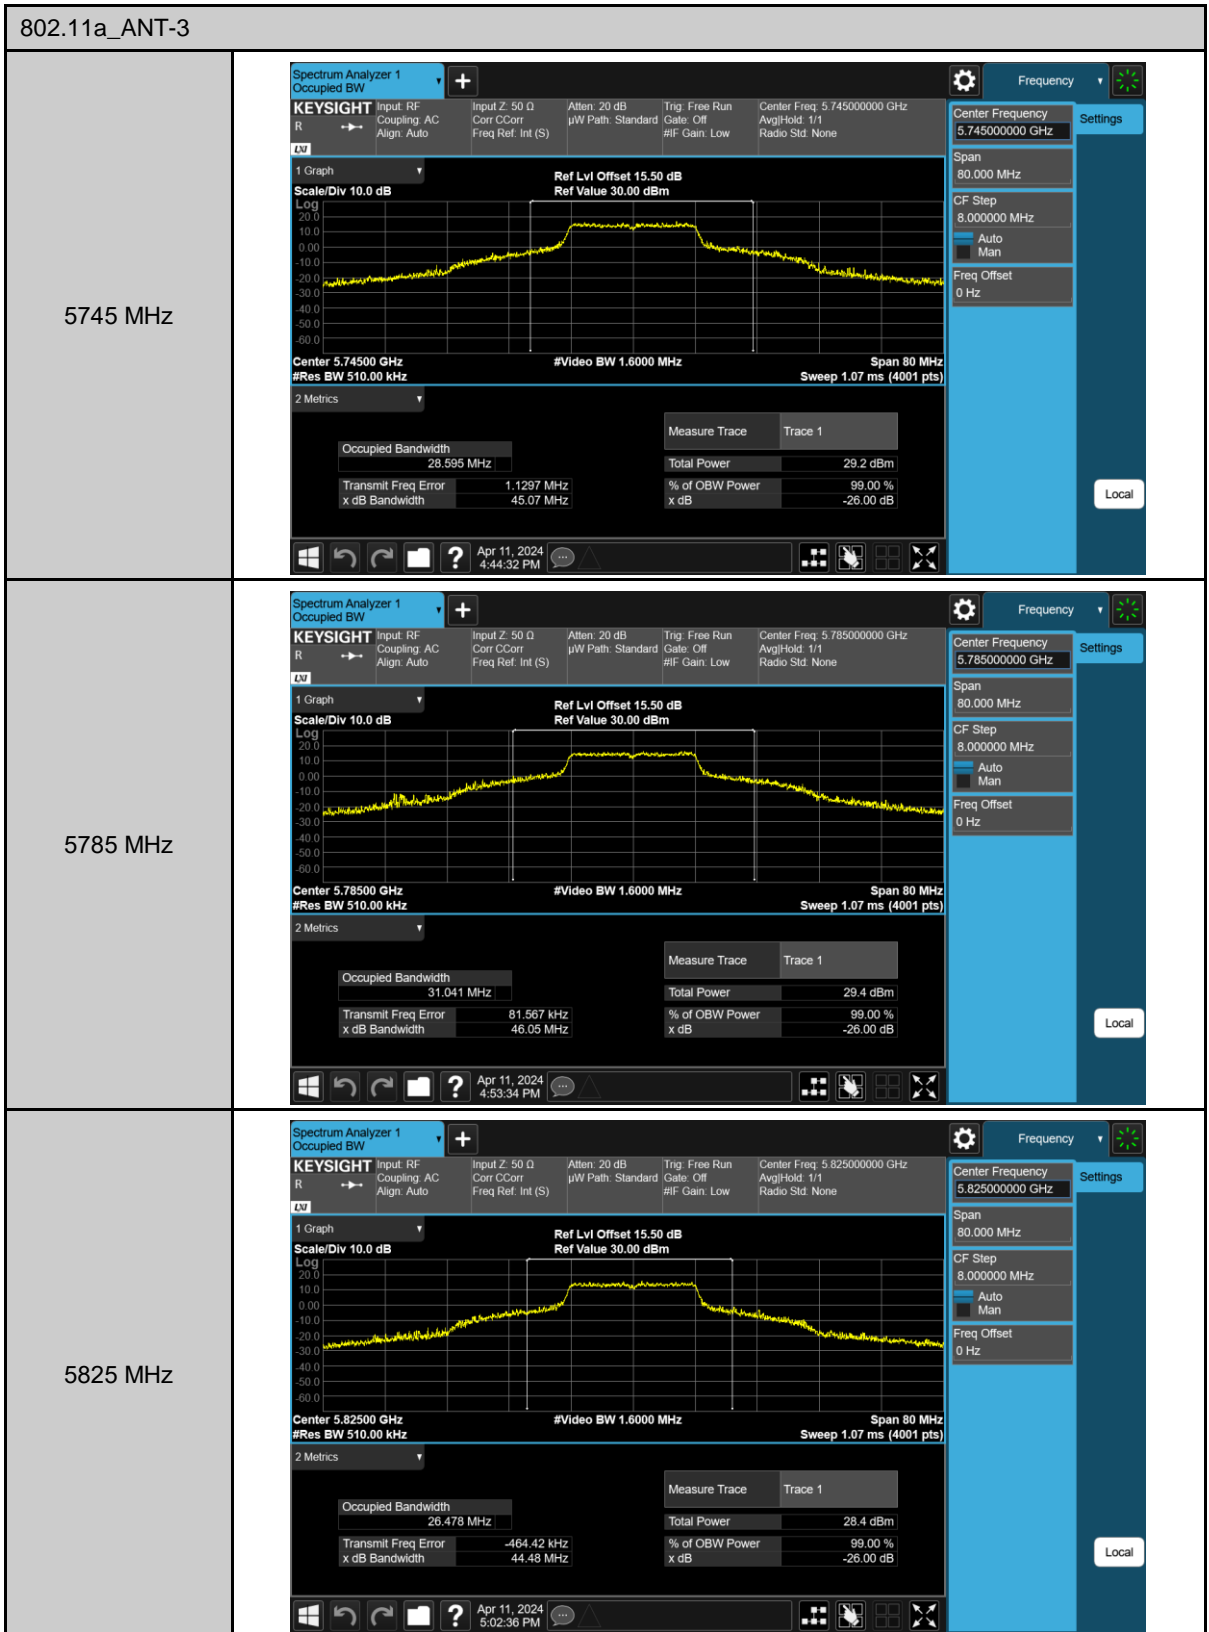 802.11a_ANT-3
5745 MHz
Spectrum Analyzer 1
Occupied BW
Frequency
KEYSIGHT
R
LXI
Input: RF
Coupling: AC
Align: Auto
Input Z: 50 Ω
Corr CCorr
Freq Ref: Int (S)
Atten: 20 dB
µW Path: Standard
Trig: Free Run
Gate: Off
#IF Gain: Low
Center Freq: 5.745000000 GHz
Avg|Hold: 1/1
Radio Std: None
Center Frequency
5.745000000 GHz
Settings
Span
80.000 MHz
CF Step
8.000000 MHz
Auto
Man
Freq Offset
0 Hz
Local
1 Graph
Scale/Div 10.0 dB
Ref Lvl Offset 15.50 dB
Ref Value 30.00 dBm
Log
20.0
10.0
0.00
-10.0
-20.0
-30.0
-40.0
-50.0
-60.0
Center 5.74500 GHz
#Video BW 1.6000 MHz
Span 80 MHz
#Res BW 510.00 kHz
Sweep 1.07 ms (4001 pts)
2 Metrics
Measure Trace Trace 1
Occupied Bandwidth
28.595 MHz
Total Power 29.2 dBm
Transmit Freq Error 1.1297 MHz
% of OBW Power 99.00 %
x dB Bandwidth 45.07 MHz
x dB -26.00 dB
?
Apr 11, 2024
4:44:32 PM
5785 MHz
Spectrum Analyzer 1
Occupied BW
Frequency
KEYSIGHT
R
LXI
Input: RF
Coupling: AC
Align: Auto
Input Z: 50 Ω
Corr CCorr
Freq Ref: Int (S)
Atten: 20 dB
µW Path: Standard
Trig: Free Run
Gate: Off
#IF Gain: Low
Center Freq: 5.785000000 GHz
Avg|Hold: 1/1
Radio Std: None
Center Frequency
5.785000000 GHz
Settings
Span
80.000 MHz
CF Step
8.000000 MHz
Auto
Man
Freq Offset
0 Hz
Local
1 Graph
Scale/Div 10.0 dB
Ref Lvl Offset 15.50 dB
Ref Value 30.00 dBm
Log
20.0
10.0
0.00
-10.0
-20.0
-30.0
-40.0
-50.0
-60.0
Center 5.78500 GHz
#Video BW 1.6000 MHz
Span 80 MHz
#Res BW 510.00 kHz
Sweep 1.07 ms (4001 pts)
2 Metrics
Measure Trace Trace 1
Occupied Bandwidth
31.041 MHz
Total Power 29.4 dBm
Transmit Freq Error 81.567 kHz
% of OBW Power 99.00 %
x dB Bandwidth 46.05 MHz
x dB -26.00 dB
?
Apr 11, 2024
4:53:34 PM
5825 MHz
Spectrum Analyzer 1
Occupied BW
Frequency
KEYSIGHT
R
LXI
Input: RF
Coupling: AC
Align: Auto
Input Z: 50 Ω
Corr CCorr
Freq Ref: Int (S)
Atten: 20 dB
µW Path: Standard
Trig: Free Run
Gate: Off
#IF Gain: Low
Center Freq: 5.825000000 GHz
Avg|Hold: 1/1
Radio Std: None
Center Frequency
5.825000000 GHz
Settings
Span
80.000 MHz
CF Step
8.000000 MHz
Auto
Man
Freq Offset
0 Hz
Local
1 Graph
Scale/Div 10.0 dB
Ref Lvl Offset 15.50 dB
Ref Value 30.00 dBm
Log
20.0
10.0
0.00
-10.0
-20.0
-30.0
-40.0
-50.0
-60.0
Center 5.82500 GHz
#Video BW 1.6000 MHz
Span 80 MHz
#Res BW 510.00 kHz
Sweep 1.07 ms (4001 pts)
2 Metrics
Measure Trace Trace 1
Occupied Bandwidth
26.478 MHz
Total Power 28.4 dBm
Transmit Freq Error -464.42 kHz
% of OBW Power 99.00 %
x dB Bandwidth 44.48 MHz
x dB -26.00 dB
?
Apr 11, 2024
5:02:36 PM